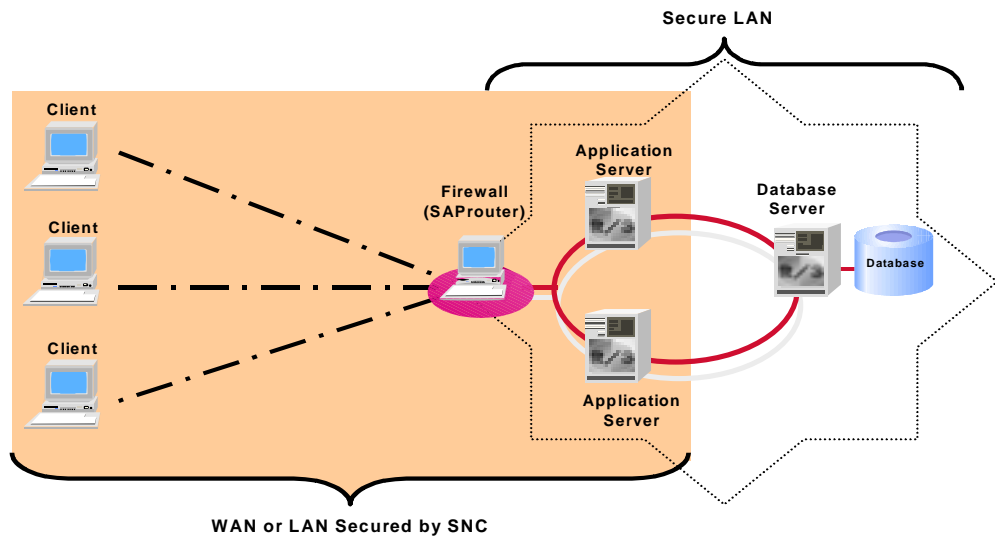 Secure LAN
Client
Application
Server
Firewall
(SAProuter)
Database
Server
Client
Database
Client
Application
Server
WAN or LAN Secured by SNC